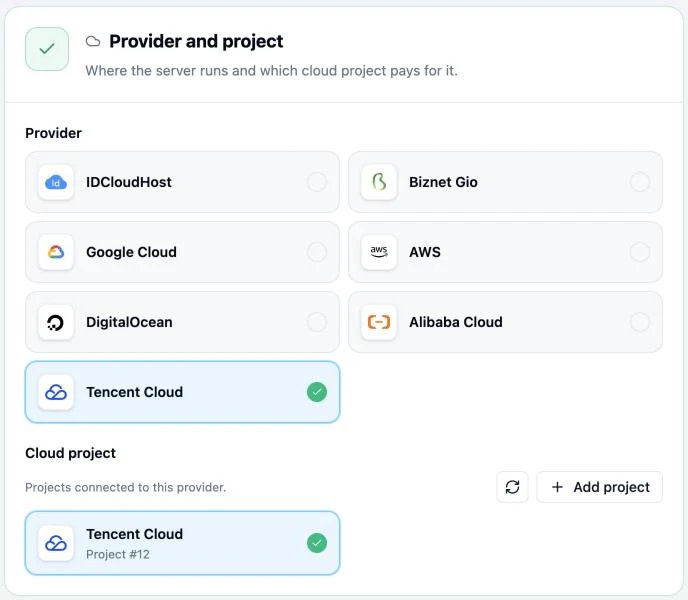 Provider and project
Where the server runs and which cloud project pays for it.
Provider
Id
IDCloudHost
Biznet Gio
Google Cloud
aws
AWS
DigitalOcean
Alibaba Cloud
Tencent Cloud
Cloud project
Projects connected to this provider.
Add project
Tencent Cloud
Project #12